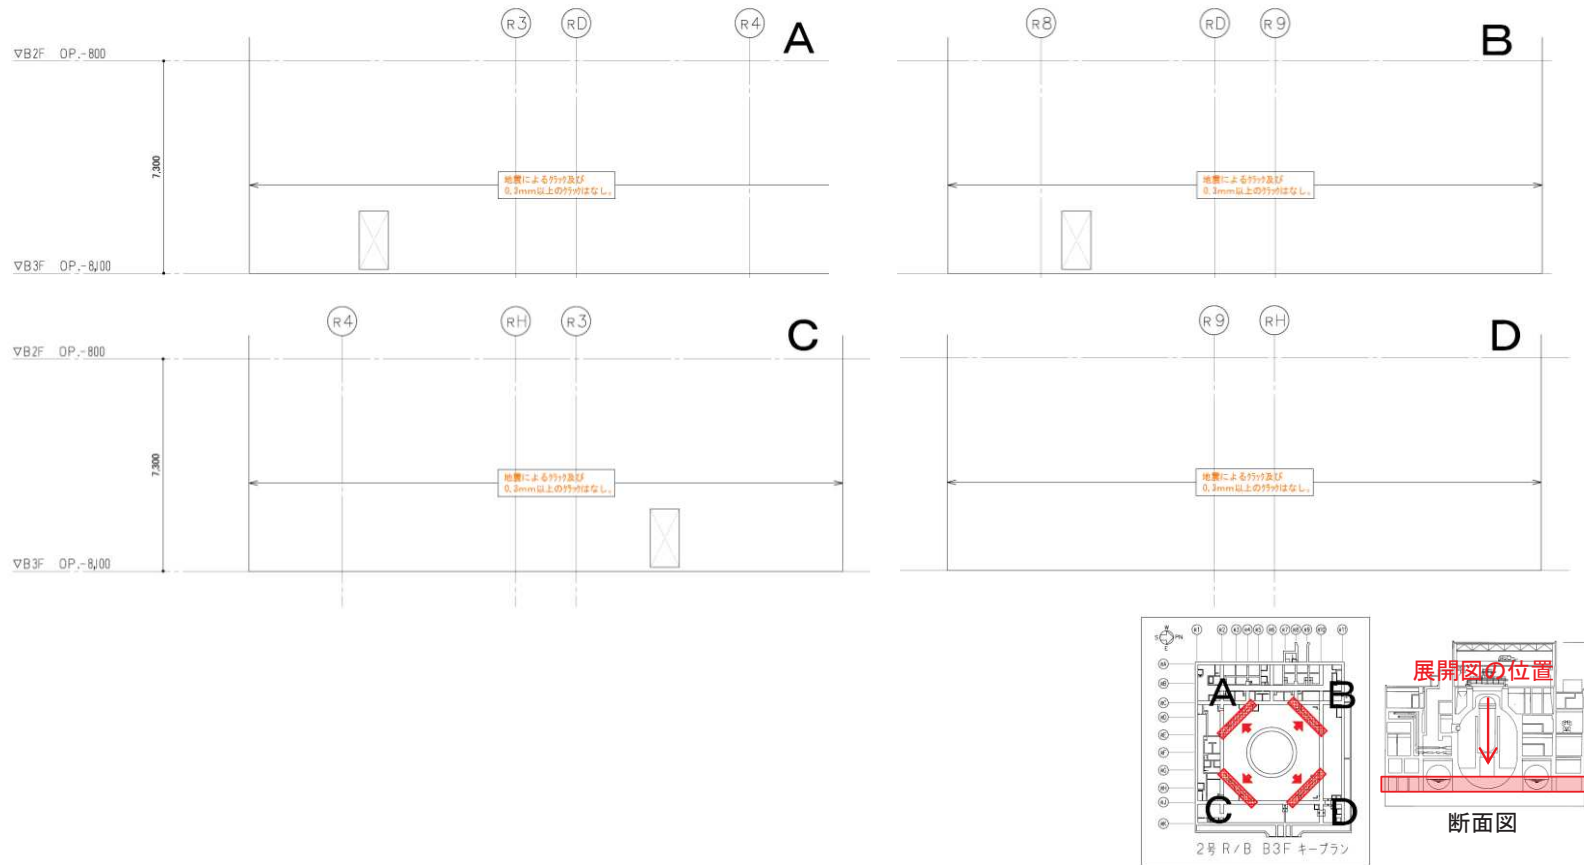 R3 RD R4 A
▽B2F OP.-800
7,300
地震によるクラック及び
0.3mm以上のクラックはなし。
▽B3F OP.-8,100
R8 RD R9 B
地震によるクラック及び
0.3mm以上のクラックはなし。
R4 RH R3 C
▽B2F OP.-800
7,300
地震によるクラック及び
0.3mm以上のクラックはなし。
▽B3F OP.-8,100
R9 RH D
地震によるクラック及び
0.3mm以上のクラックはなし。
W
S PN
E
A B
C D
2号 R/B B3F キープラン
展開図の位置
断面図